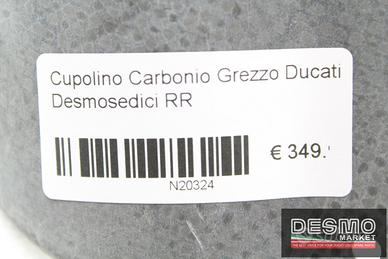 Cupolino Carbonio Grezzo Ducati
Desmosedici RR
€ 349.
N20324
DESMO
MARKET